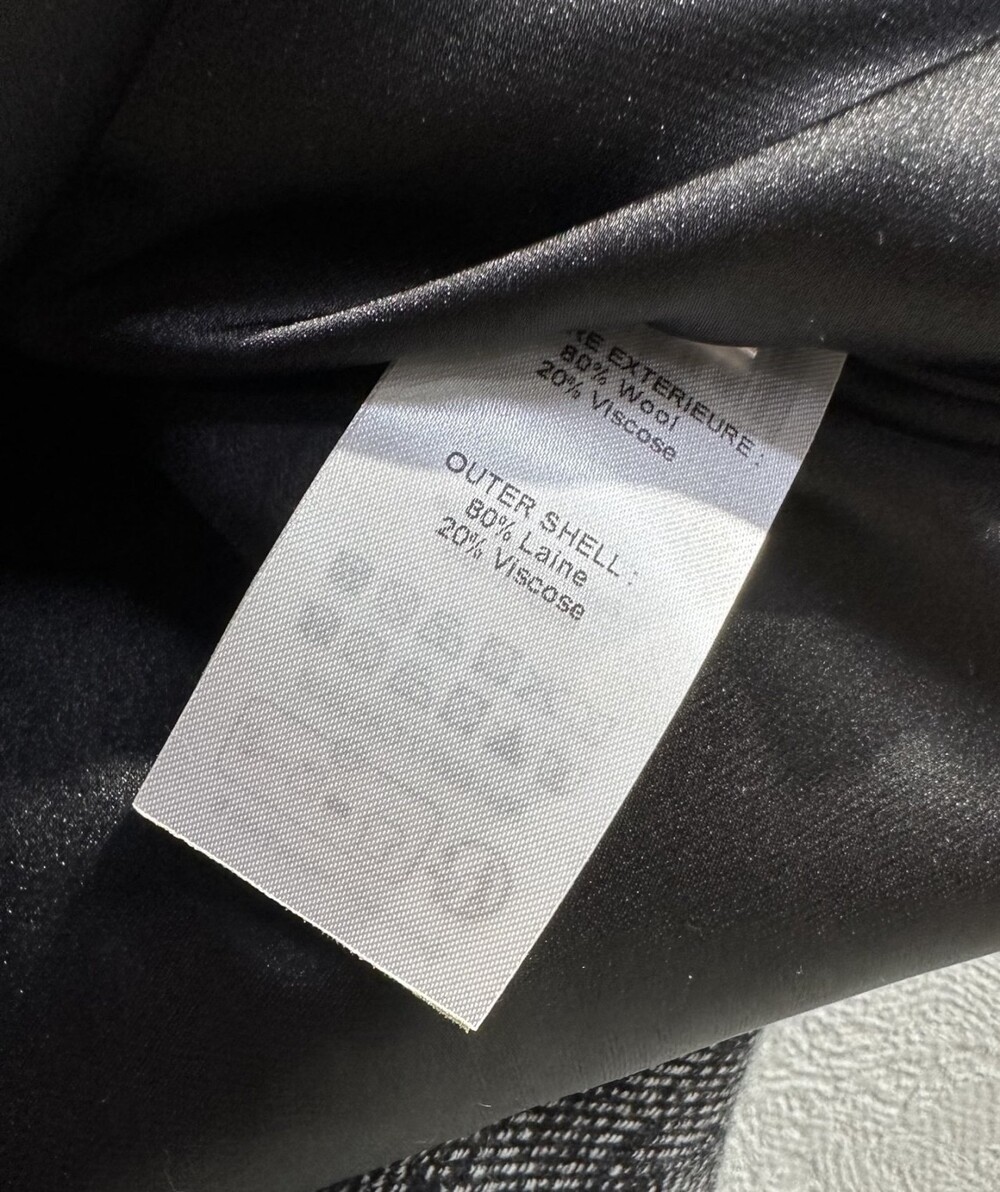 EXTERIEURE :
80% Wool
20% Viscose
OUTER SHELL :
80% Laine
20% Viscose